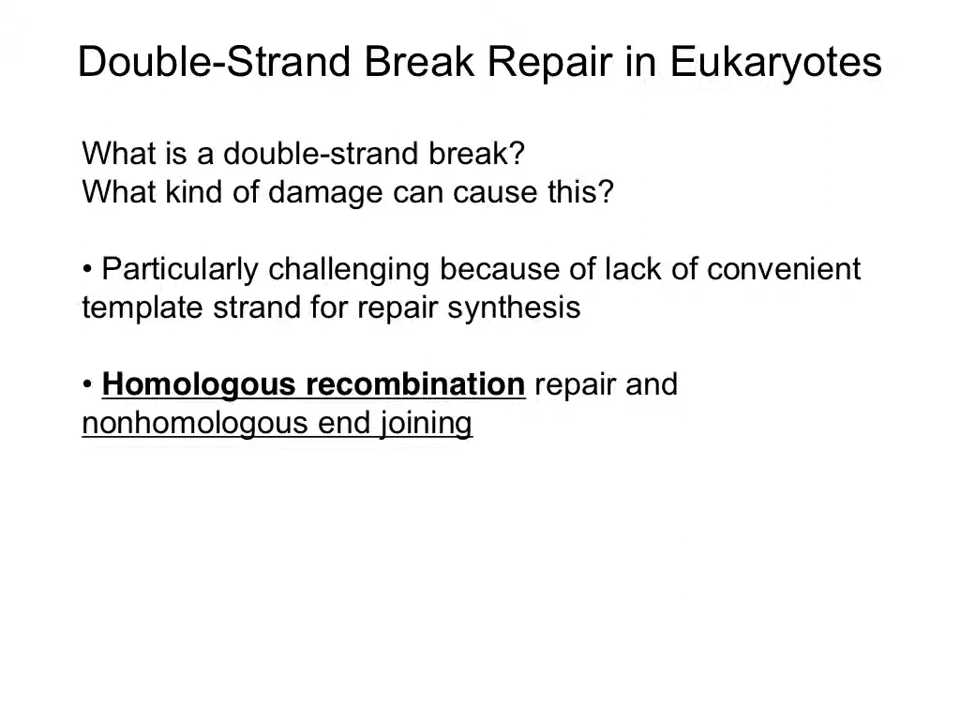 Double-Strand Break Repair in Eukaryotes
What is a double-strand break?
What kind of damage can cause this?
• Particularly challenging because of lack of convenient
template strand for repair synthesis
• Homologous recombination repair and
nonhomologous end joining